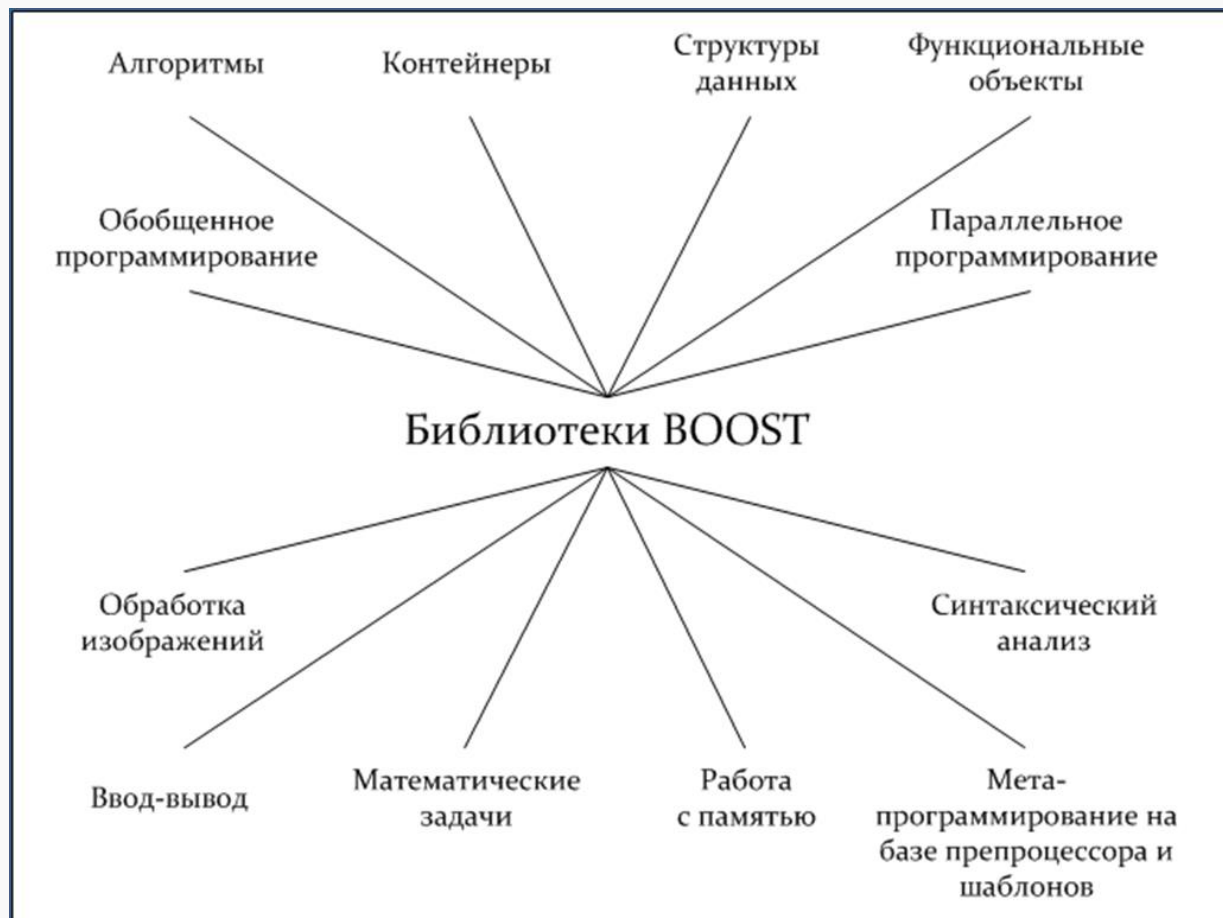 Алгоритмы
Контейнеры
Структуры
данных
Функциональные
объекты
Обобщенное
программирование
Параллельное
программирование
Библиотеки BOOST
Обработка
изображений
Синтаксический
анализ
Ввод-вывод
Математические
задачи
Работа
с памятью
Мета-
программирование на
базе препроцессора и
шаблонов